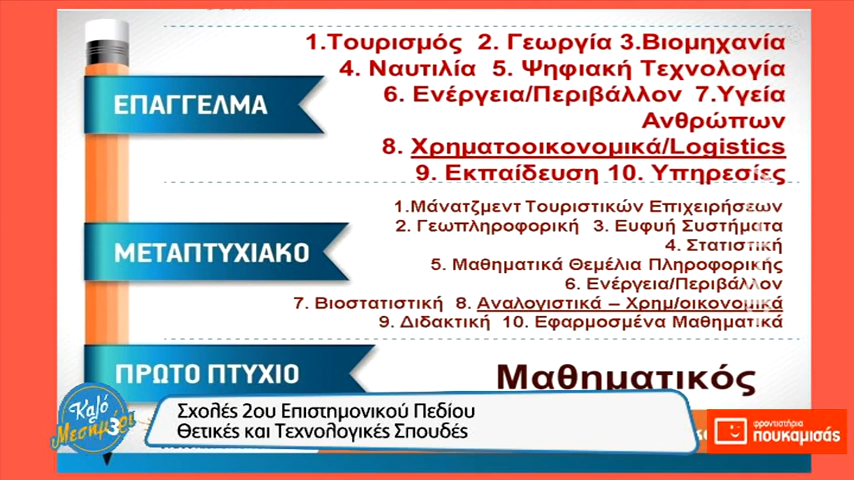 1.Τουρισμός 2. Γεωργία 3.Βιομηχανία
4. Ναυτιλία 5. Ψηφιακή Τεχνολογία
6. Ενέργεια/Περιβάλλον 7.Υγεία
Ανθρώπων
8. Χρηματοοικονομικά/Logistics
9. Εκπαίδευση 10. Υπηρεσίες
ΕΠΑΓΓΕΛΜΑ
1.Μάνατζμεντ Τουριστικών Επιχειρήσεων
2. Γεωπληροφορική 3. Ευφυή Συστήματα
4. Στατιστική
5. Μαθηματικά Θεμέλια Πληροφορικής
6. Ενέργεια/Περιβάλλον
7. Βιοστατιστική 8. Αναλογιστικά – Χρημ/οικονομικά
9. Διδακτική 10. Εφαρμοσμένα Μαθηματικά
ΜΕΤΑΠΤΥΧΙΑΚΟ
ΠΡΩΤΟ ΠΤΥΧΙΟ
Μαθηματικός
Καλό
Μεσημέρι
3
Σχολές 2ου Επιστημονικού Πεδίου
Θετικές και Τεχνολογικές Σπουδές
φροντιστήρια
πουκαμισάς